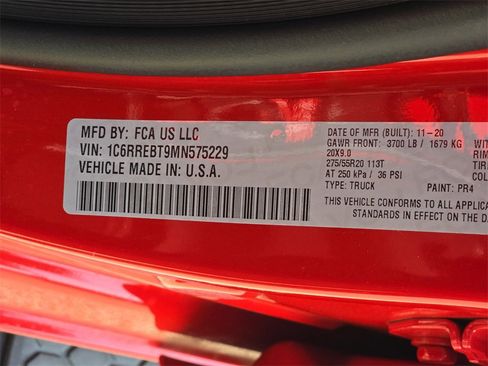 MFD BY: FCA US LLC
VIN: 1C6RREBT9MN575229
VEHICLE MADE IN: U.S.A.
DATE OF MFR (BUILT): 11-20
GAWR FRONT: 3700 LB / 1679 KG
20X9.0
275/55R20 113T
AT 250 kPa / 36 PSI
TYPE: TRUCK PAINT: PR4
THIS VEHICLE CONFORMS TO ALL
STANDARDS IN EFFECT ON THE